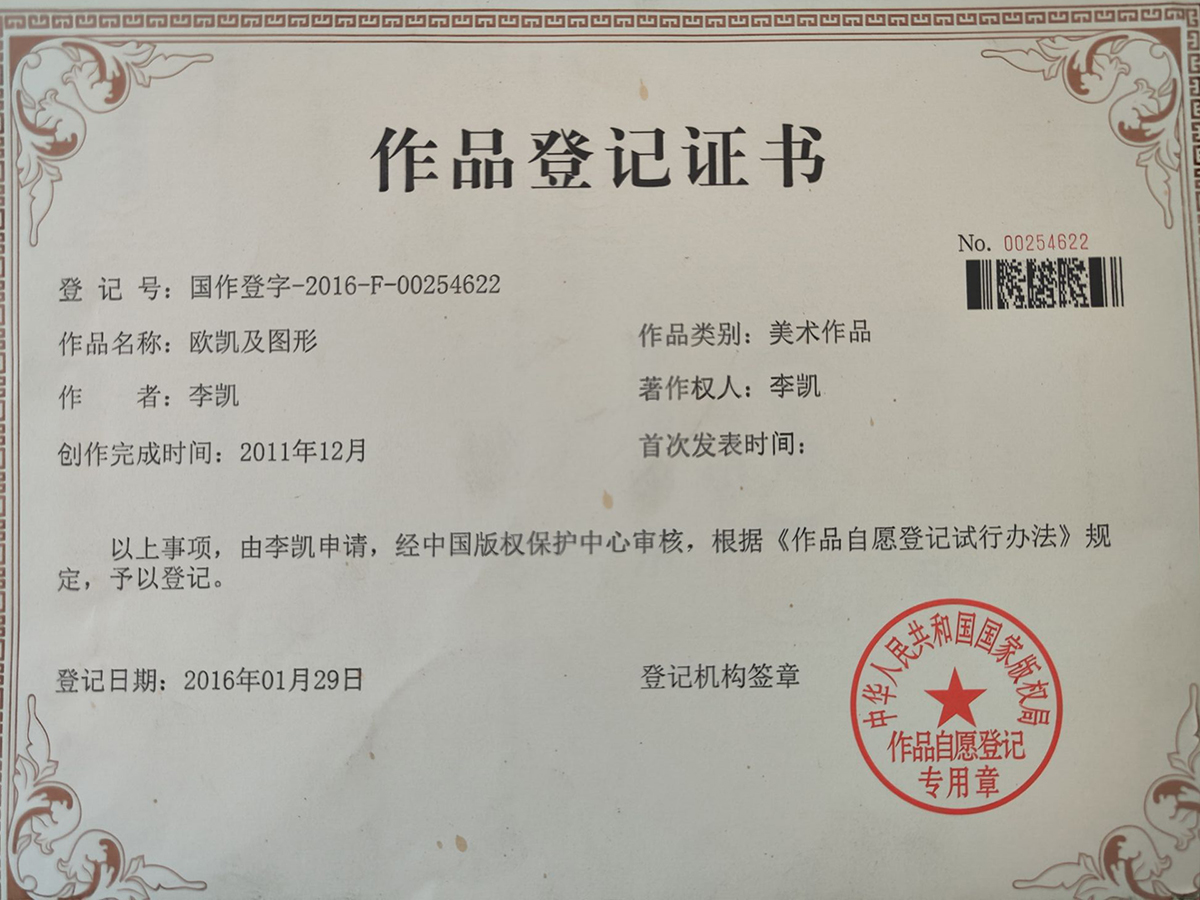 作品登记证书
No. 00254622
登 记 号：国作登字-2016-F-00254622
作品名称：欧凯及图形
作品类别：美术作品
作　　者：李凯
著作权人：李凯
创作完成时间：2011年12月
首次发表时间：
以上事项，由李凯申请，经中国版权保护中心审核，根据《作品自愿登记试行办法》规
定，予以登记。
登记日期：2016年01月29日
登记机构签章
中华人民共和国国家版权局
作品自愿登记
专用章